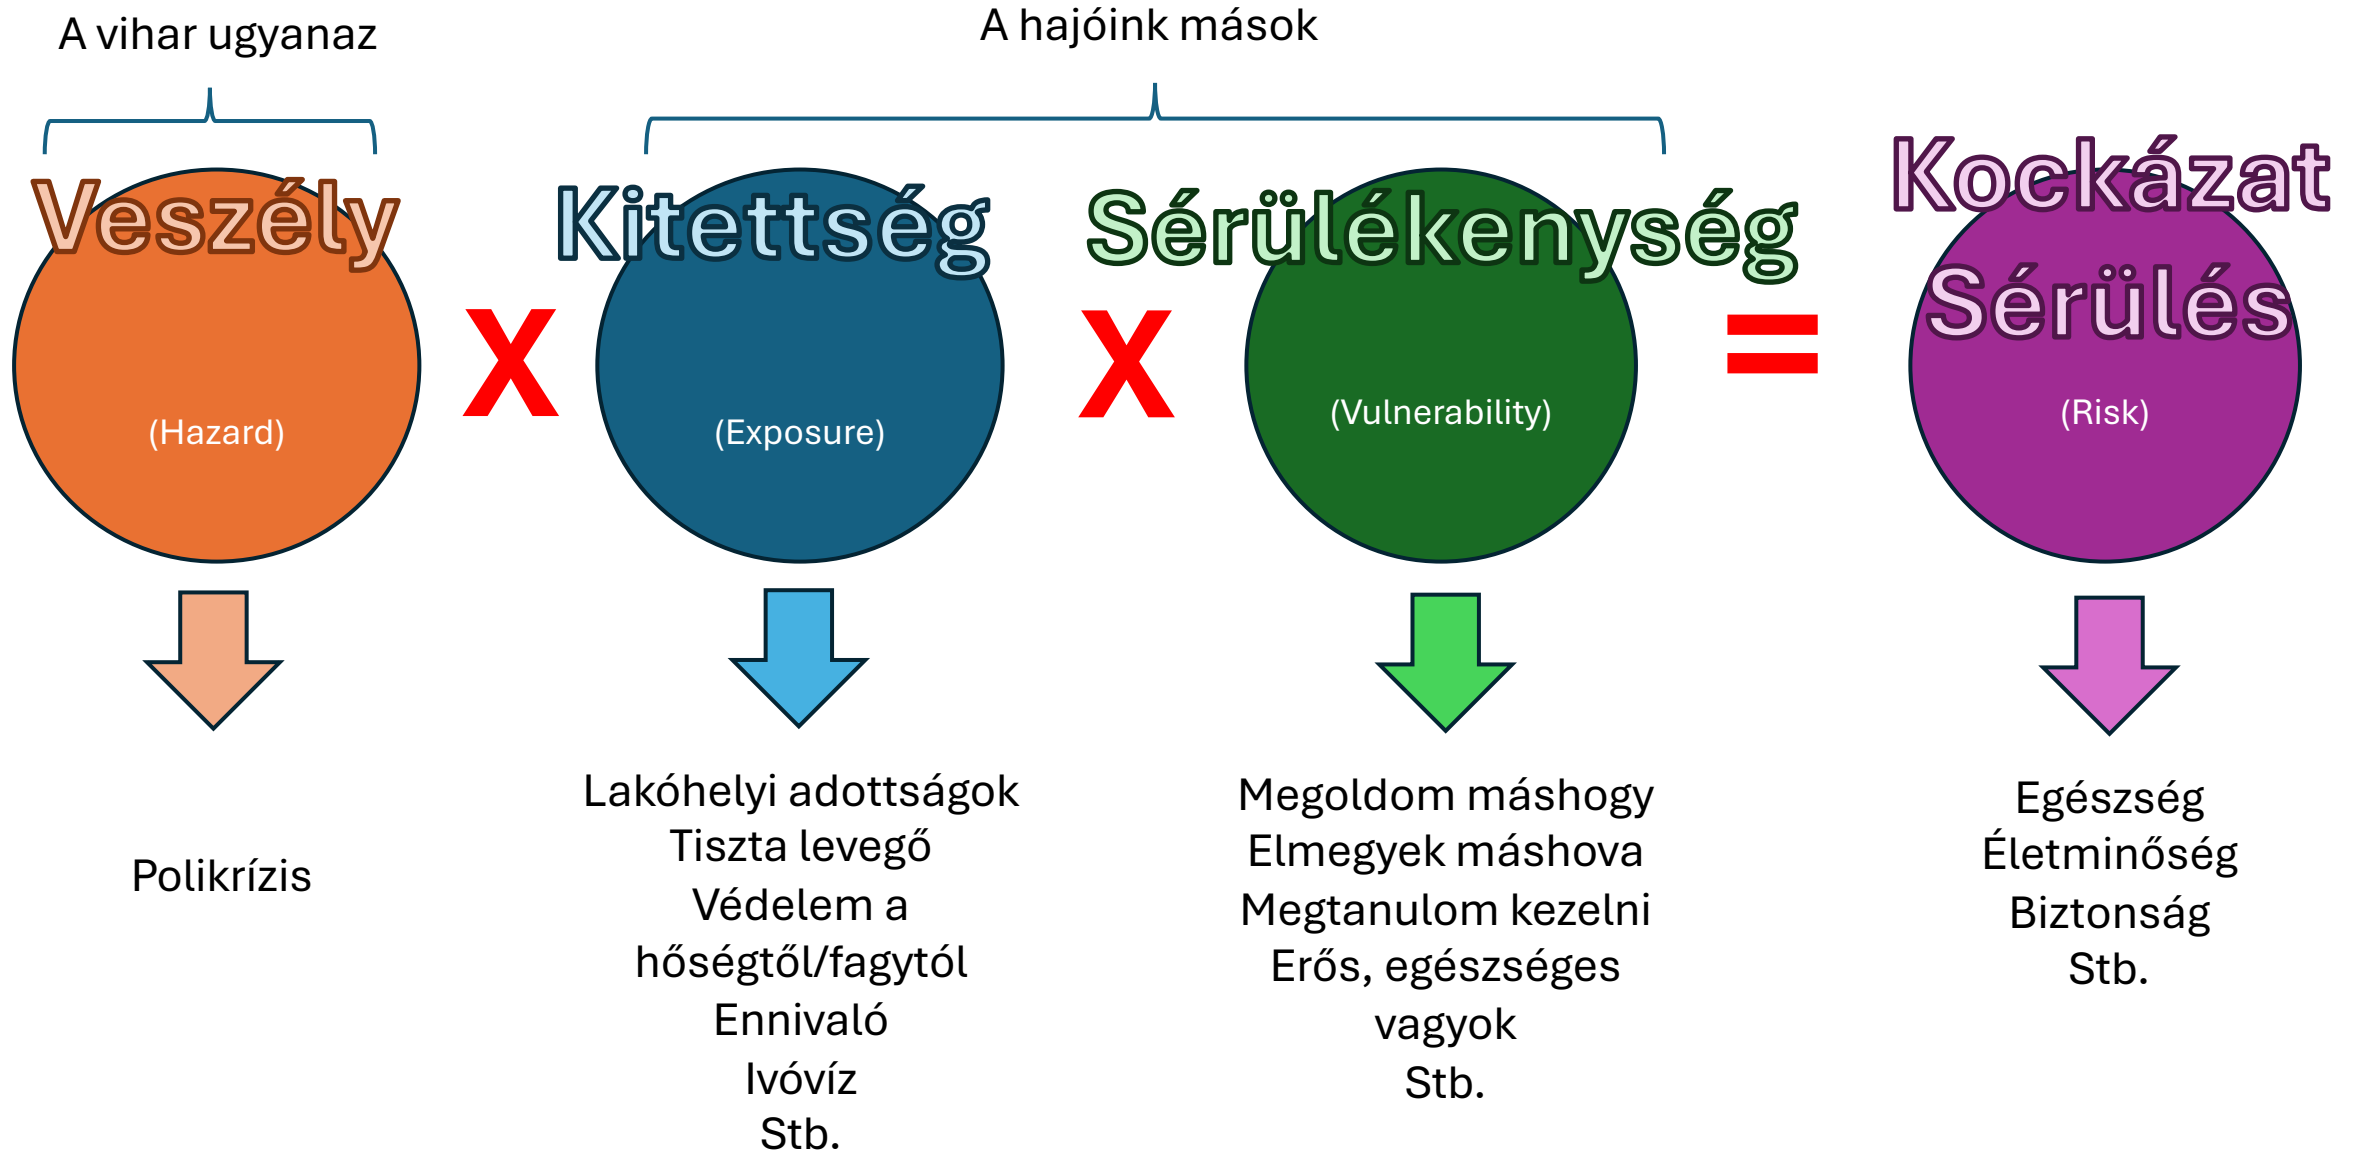 A vihar ugyanaz
A hajóink mások
Veszély
(Hazard)
X
Kitettség
(Exposure)
X
Sérülékenység
(Vulnerability)
=
Kockázat
Sérülés
(Risk)
Polikrízis
Lakóhelyi adottságok
Tiszta levegő
Védelem a
hőségtől/fagytól
Ennivaló
Ivóvíz
Stb.
Megoldom máshogy
Elmegyek máshova
Megtanulom kezelni
Erős, egészséges
vagyok
Stb.
Egészség
Életminőség
Biztonság
Stb.